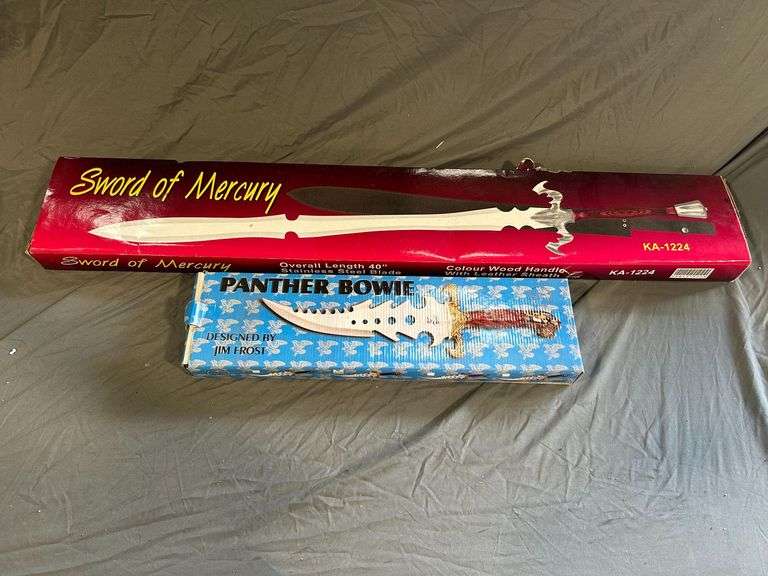 Sword of Mercury
KA-1224
Sword of Mercury
Overall Length 40"
Stainless Steel Blade
Colour Wood Handle
With Leather Sheath
KA-1224
PANTHER BOWIE
DESIGNED BY
JIM FROST